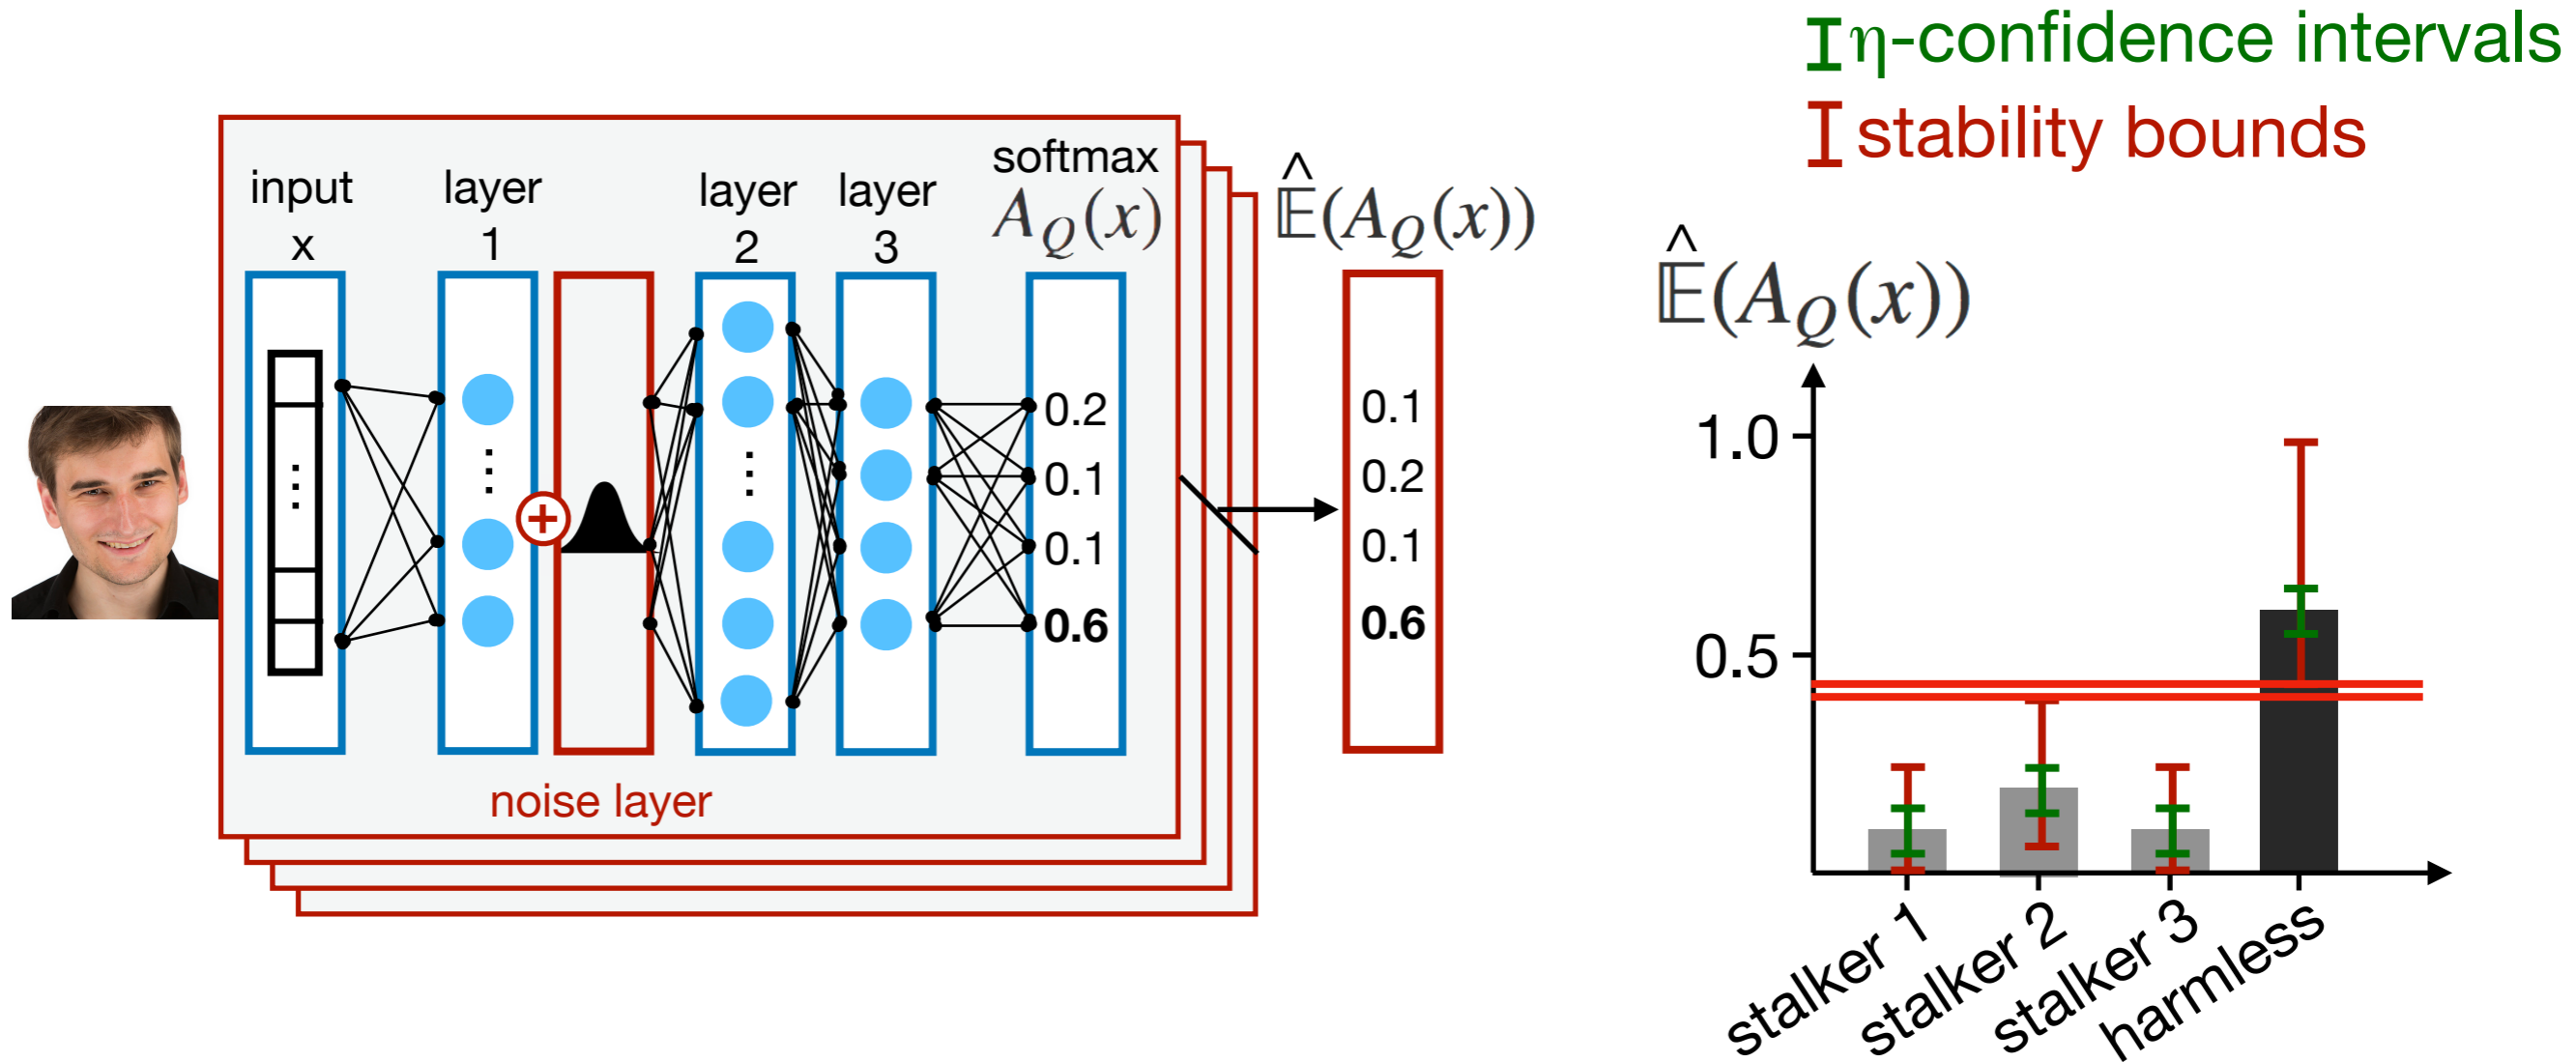 η-confidence intervals
stability bounds
input
x
layer
1
layer
2
layer
3
softmax
A_Q(x)
0.2
0.1
0.1
0.6
+
noise layer
Ê(A_Q(x))
0.1
0.2
0.1
0.6
Ê(A_Q(x))
1.0
0.5
stalker 1
stalker 2
stalker 3
harmless